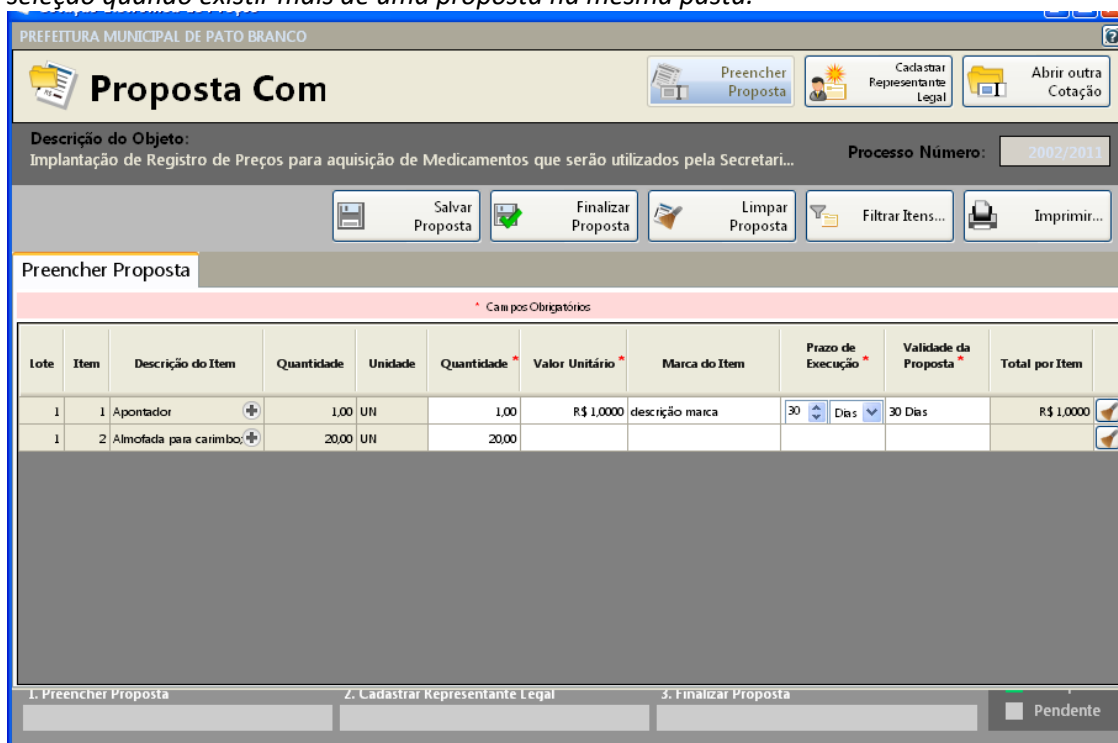 seleção quando existir mais de uma proposta na mesma pasta.
PREFEITURA MUNICIPAL DE PATO BRANCO
Proposta Com
Preencher
Proposta
Cadastrar
Representante
Legal
Abrir outra
Cotação
Descrição do Objeto:
Implantação de Registro de Preços para aquisição de Medicamentos que serão utilizados pela Secretari...
Processo Número: 2002/2011
Salvar
Proposta
Finalizar
Proposta
Limpar
Proposta
Filtrar Itens...
Imprimir...
Preencher Proposta
* Campos Obrigatórios
Lote Item Descrição do Item Quantidade Unidade Quantidade * Valor Unitário * Marca do Item Prazo de Execução * Validade da Proposta * Total por Item
1 1 Apontador 1,00 UN 1,00 R$ 1,0000 descrição marca 30 Dias 30 Dias R$ 1,0000
1 2 Almofada para carimbo; 20,00 UN 20,00
1. Preencher Proposta 2. Cadastrar Representante Legal 3. Finalizar Proposta
Pendente